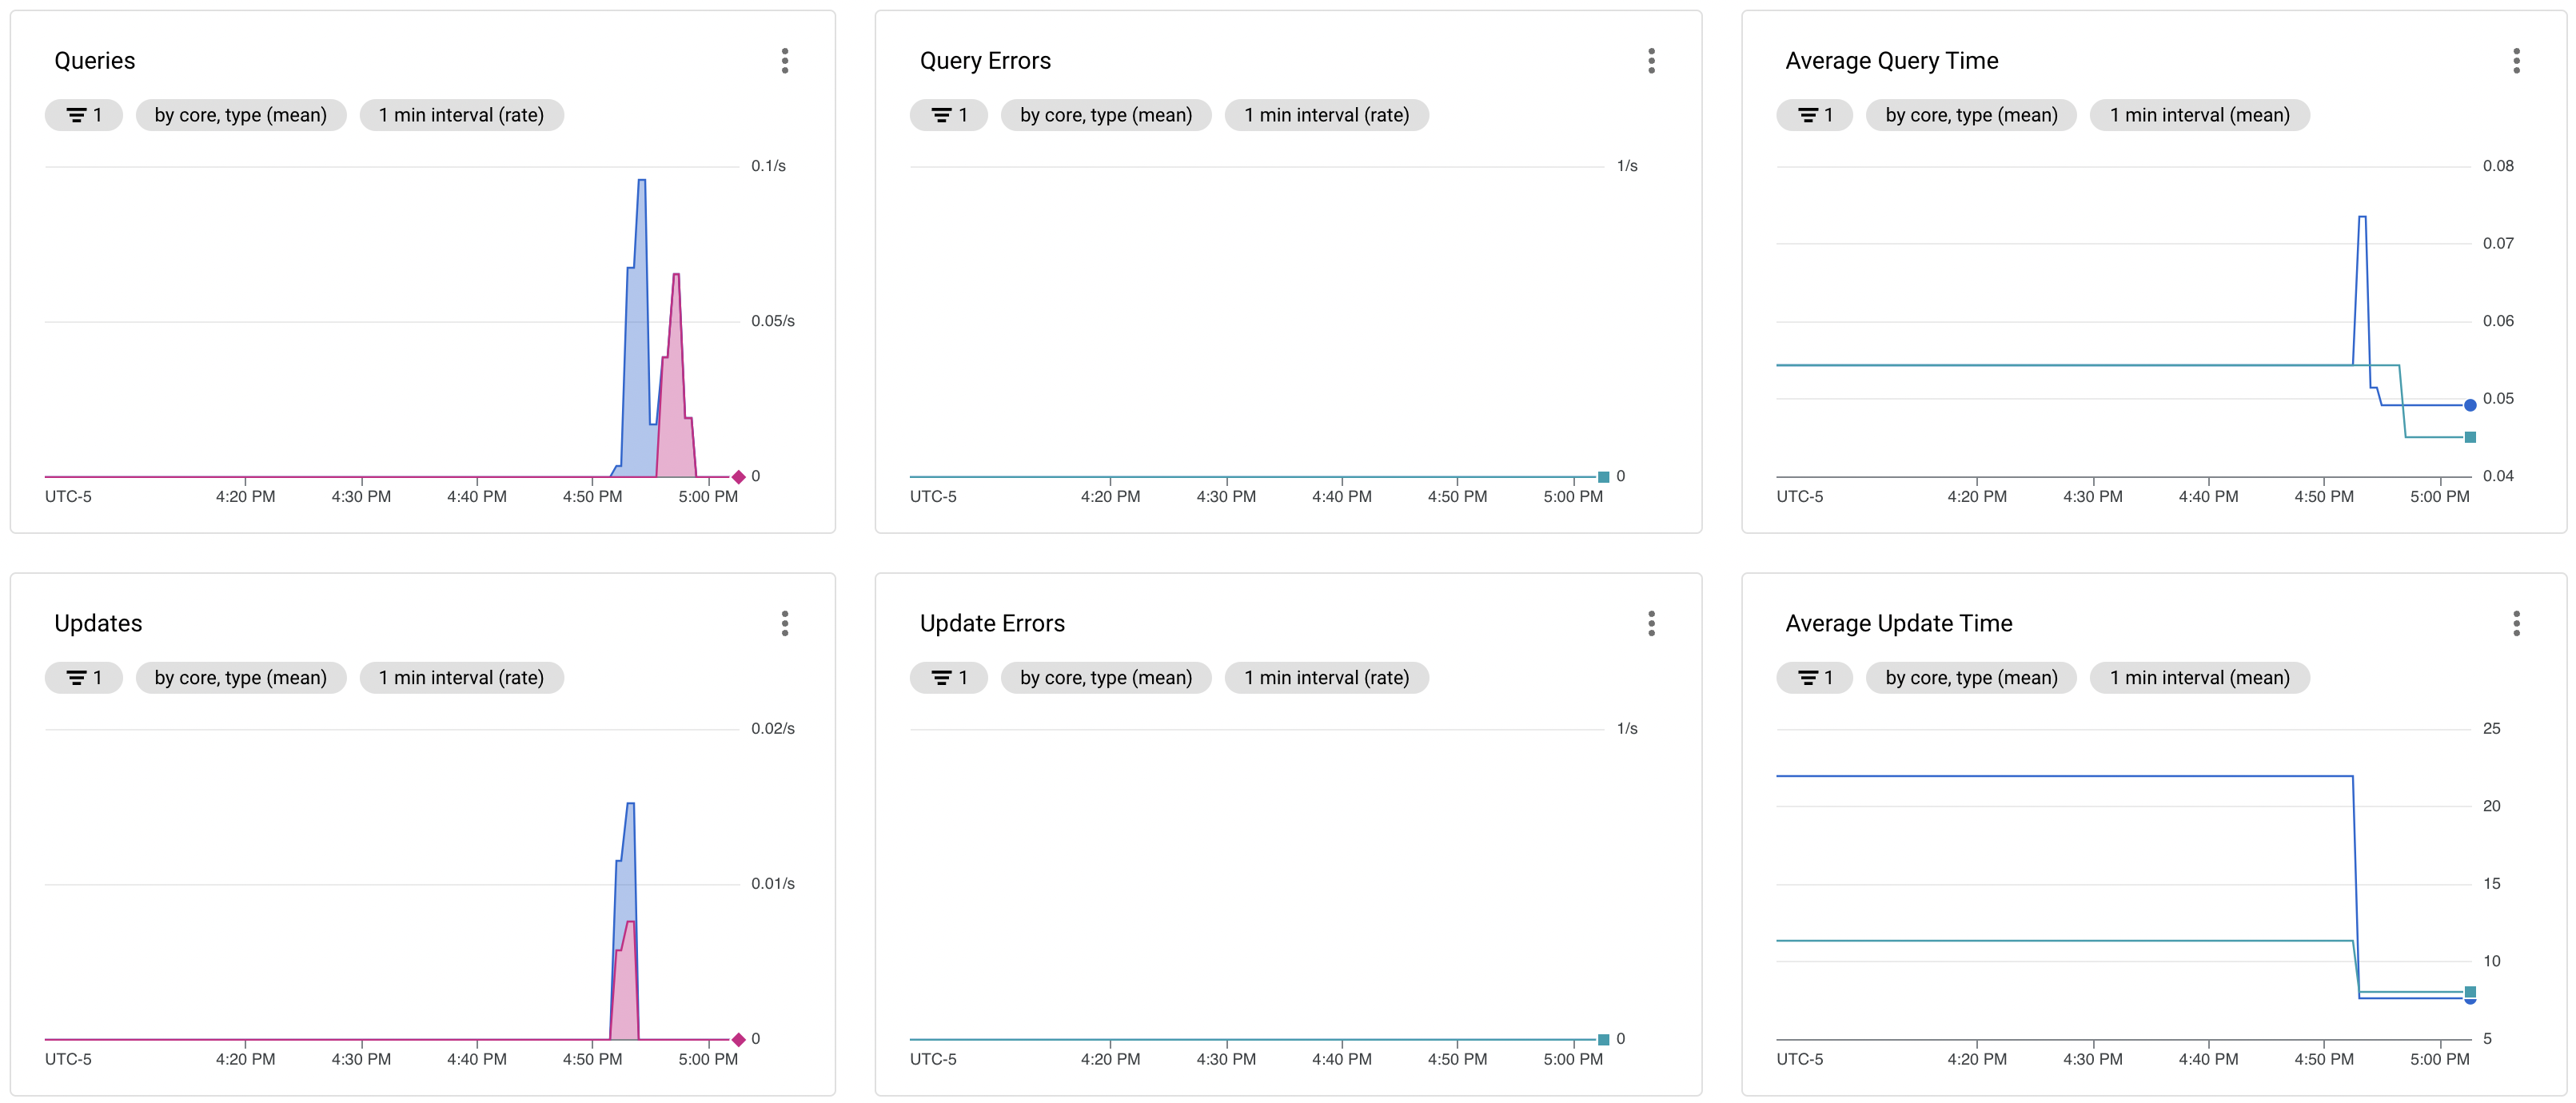 Queries
1
by core, type (mean)
1 min interval (rate)
0.1/s
0.05/s
0
UTC-5 4:20 PM 4:30 PM 4:40 PM 4:50 PM 5:00 PM
Query Errors
1
by core, type (mean)
1 min interval (rate)
1/s
0
UTC-5 4:20 PM 4:30 PM 4:40 PM 4:50 PM 5:00 PM
Average Query Time
1
by core, type (mean)
1 min interval (mean)
0.08
0.07
0.06
0.05
0.04
UTC-5 4:20 PM 4:30 PM 4:40 PM 4:50 PM 5:00 PM
Updates
1
by core, type (mean)
1 min interval (rate)
0.02/s
0.01/s
0
UTC-5 4:20 PM 4:30 PM 4:40 PM 4:50 PM 5:00 PM
Update Errors
1
by core, type (mean)
1 min interval (rate)
1/s
0
UTC-5 4:20 PM 4:30 PM 4:40 PM 4:50 PM 5:00 PM
Average Update Time
1
by core, type (mean)
1 min interval (mean)
25
20
15
10
5
UTC-5 4:20 PM 4:30 PM 4:40 PM 4:50 PM 5:00 PM